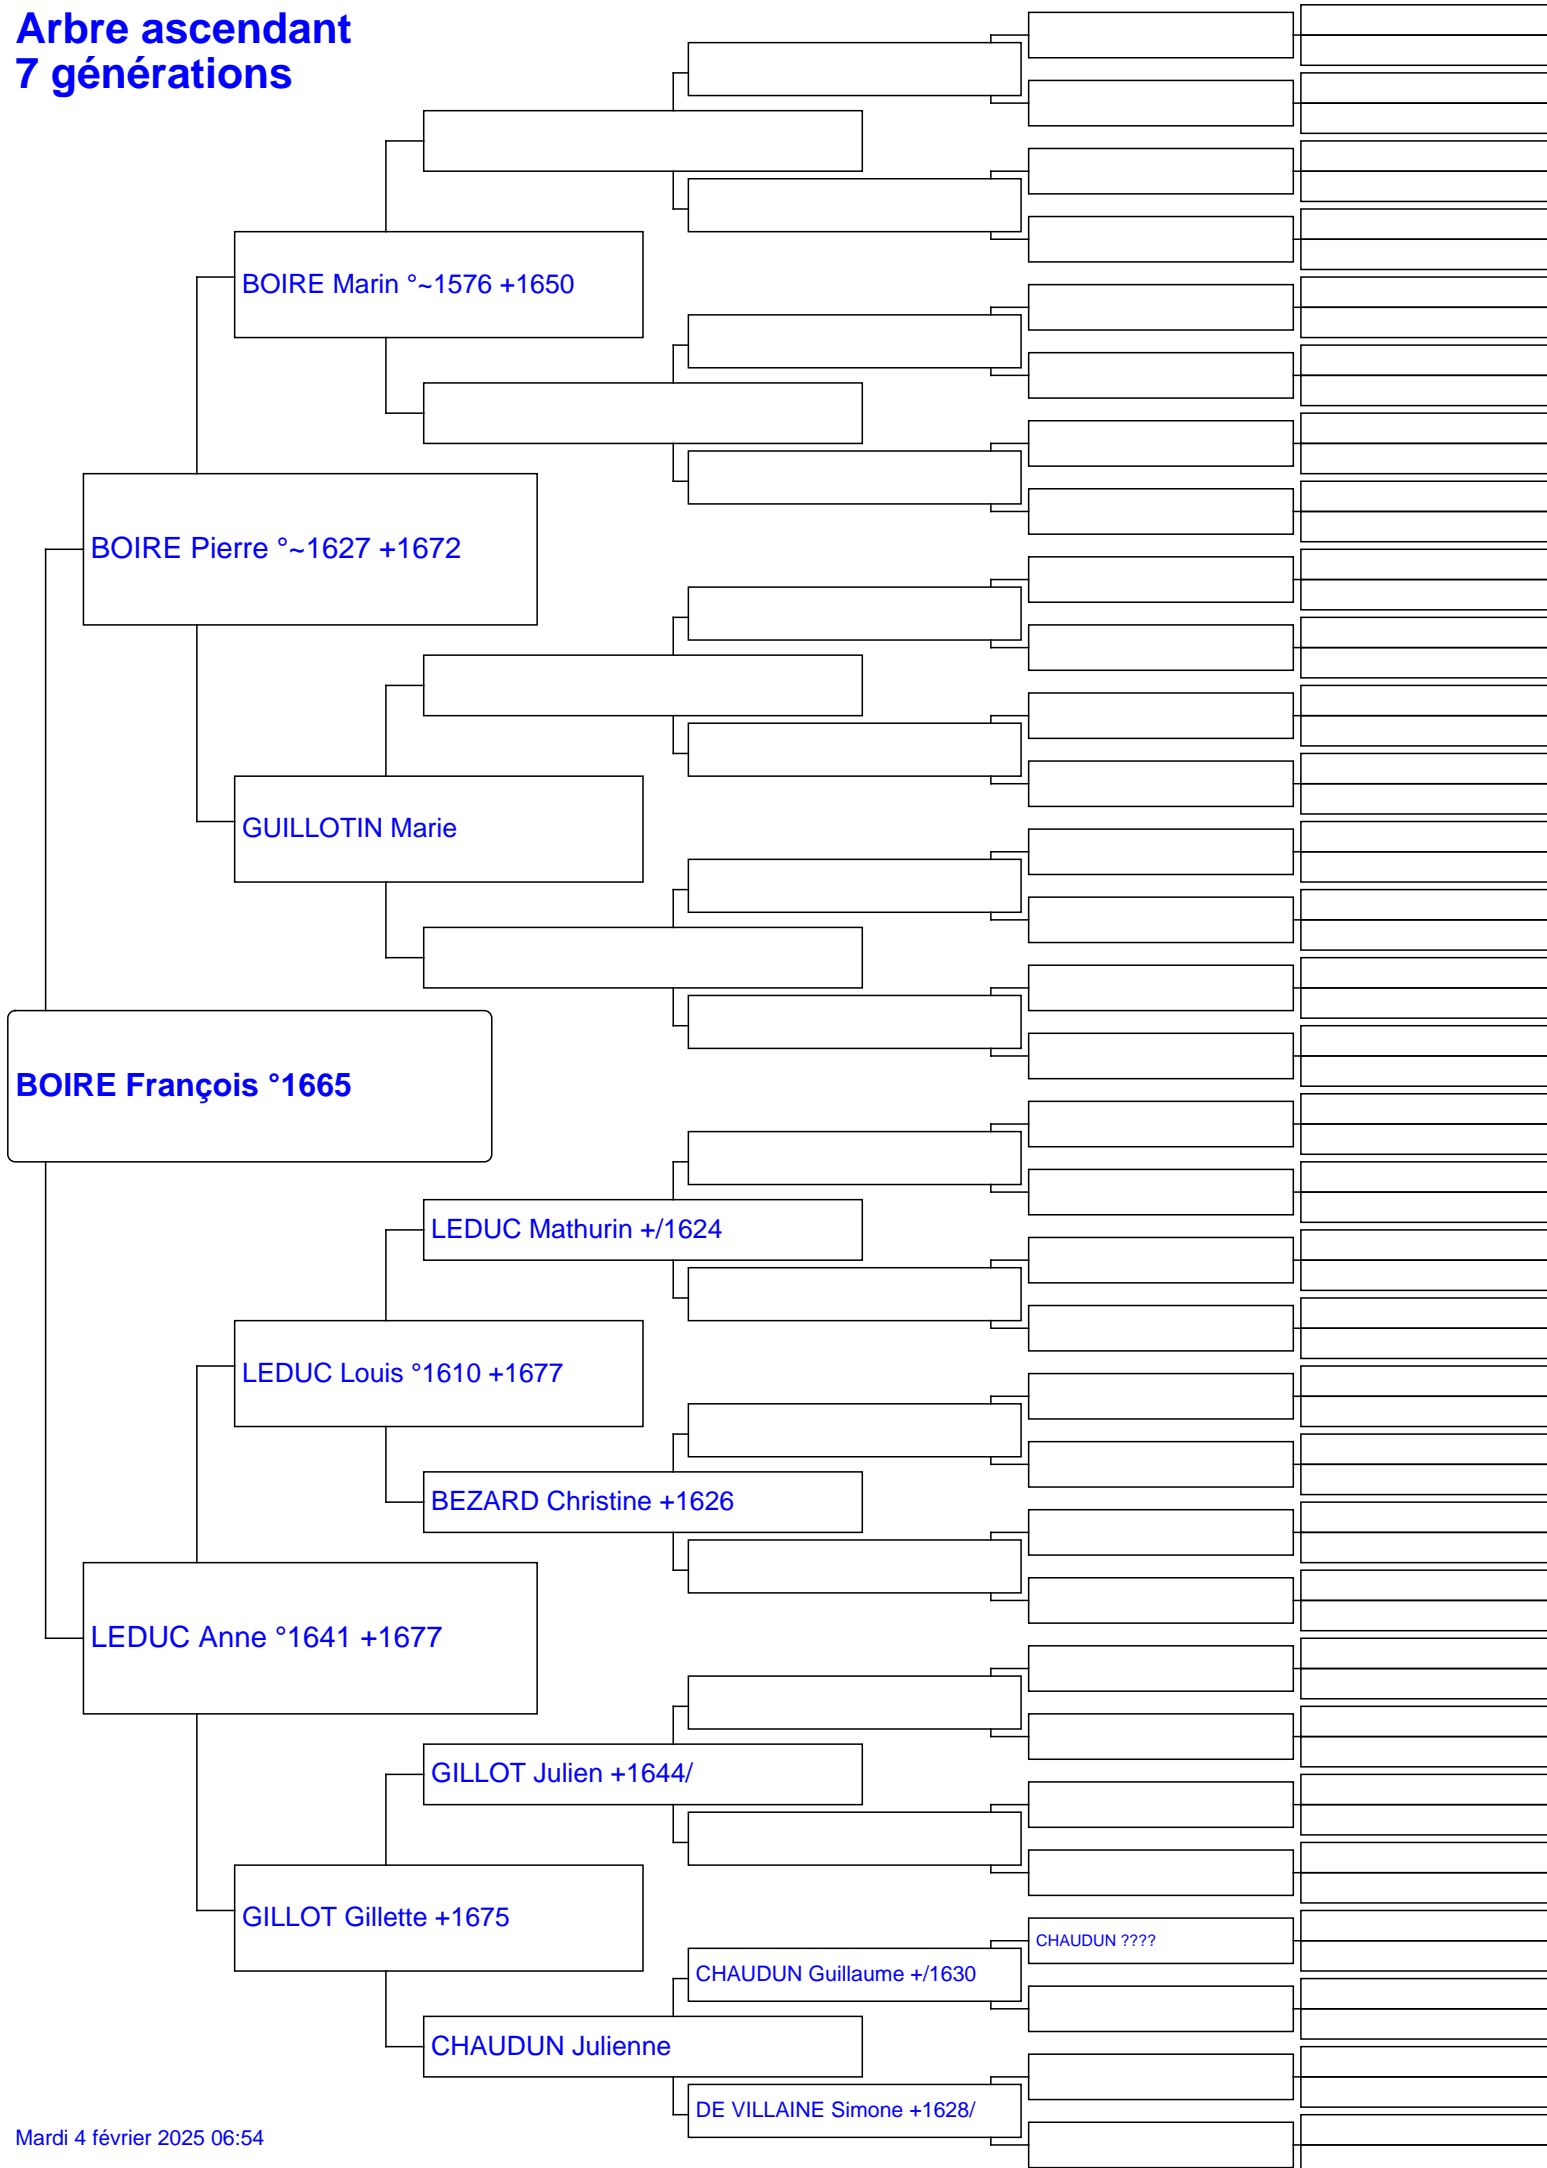 Arbre ascendant
7 générations
BOIRE Marin °~1576 +1650
BOIRE Pierre °~1627 +1672
GUILLOTIN Marie
BOIRE François °1665
LEDUC Mathurin +/1624
LEDUC Louis °1610 +1677
BEZARD Christine +1626
LEDUC Anne °1641 +1677
GILLOT Julien +1644/
GILLOT Gillette +1675
CHAUDUN ????
CHAUDUN Guillaume +/1630
CHAUDUN Julienne
DE VILLAINE Simone +1628/
Mardi 4 février 2025 06:54